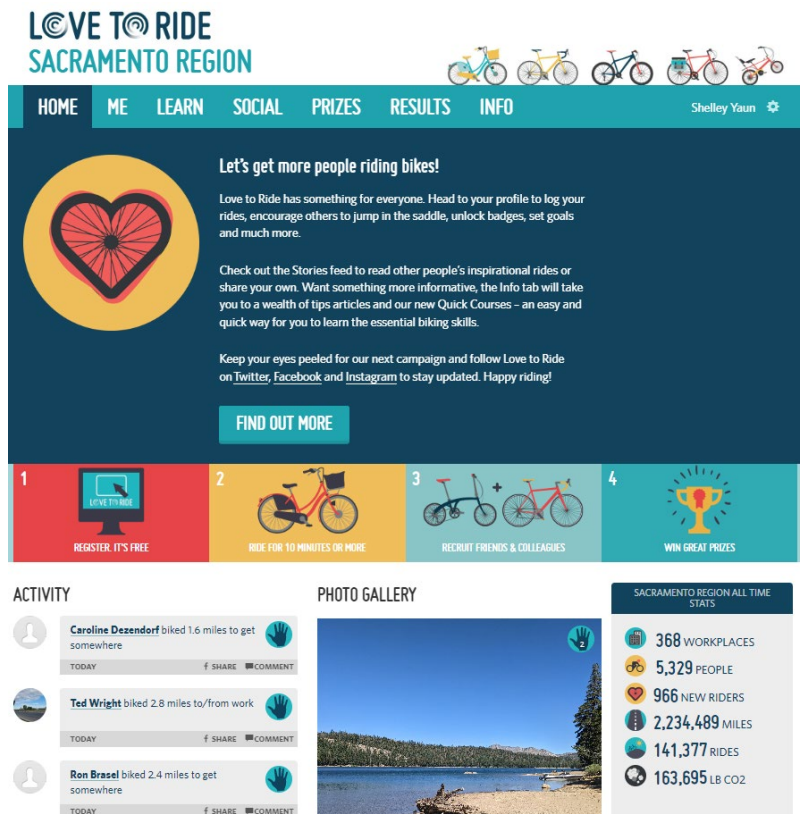 LOVE TO RIDE
SACRAMENTO REGION
HOME ME LEARN SOCIAL PRIZES RESULTS INFO
Shelley Yaun
Let's get more people riding bikes!
Love to Ride has something for everyone. Head to your profile to log your
rides, encourage others to jump in the saddle, unlock badges, set goals
and much more.
Check out the Stories feed to read other people's inspirational rides or
share your own. Want something more informative, the Info tab will take
you to a wealth of tips articles and our new Quick Courses – an easy and
quick way for you to learn the essential biking skills.
Keep your eyes peeled for our next campaign and follow Love to Ride
on Twitter, Facebook and Instagram to stay updated. Happy riding!
FIND OUT MORE
1
LOVE TO RIDE
REGISTER. IT'S FREE
2
RIDE FOR 10 MINUTES OR MORE
3
+
RECRUIT FRIENDS & COLLEAGUES
4
WIN GREAT PRIZES
ACTIVITY
Caroline Dezendorf biked 1.6 miles to get
somewhere
TODAY f SHARE COMMENT
Ted Wright biked 2.8 miles to/from work
TODAY f SHARE COMMENT
Ron Brasel biked 2.4 miles to get
somewhere
TODAY f SHARE COMMENT
PHOTO GALLERY
2
SACRAMENTO REGION ALL TIME
STATS
368 WORKPLACES
5,329 PEOPLE
966 NEW RIDERS
2,234,489 MILES
141,377 RIDES
163,695 LB CO2